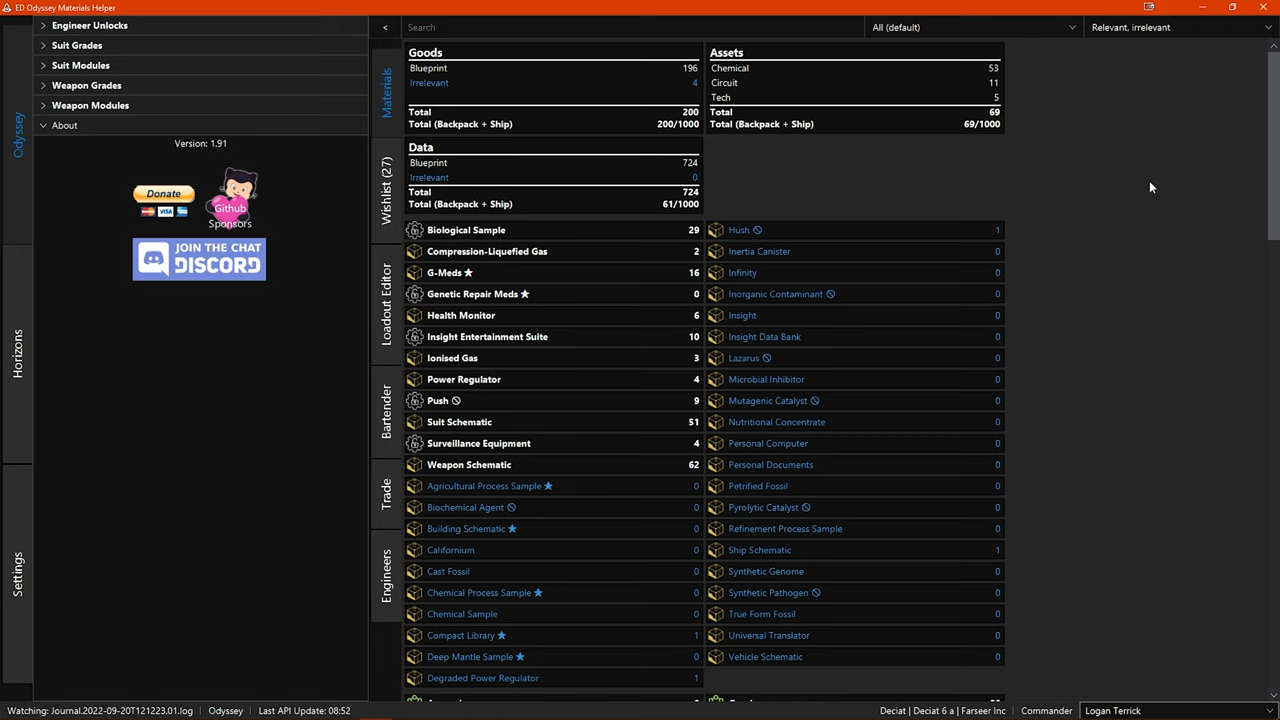 ED Odyssey Materials Helper
Odyssey
Horizons
Settings
Engineer Unlocks
Suit Grades
Suit Modules
Weapon Grades
Weapon Modules
About
Version: 1.91
Donate
VISA
Github
Sponsors
JOIN THE CHAT
DISCORD
<
Search
All (default)
Relevant, irrelevant
Materials
Wishlist (27)
Loadout Editor
Bartender
Trade
Engineers
Goods
Blueprint 196
Irrelevant 4
Total 200
Total (Backpack + Ship) 200/1000
Assets
Chemical 53
Circuit 11
Tech 5
Total 69
Total (Backpack + Ship) 69/1000
Data
Blueprint 724
Irrelevant 0
Total 724
Total (Backpack + Ship) 61/1000
Biological Sample 29
Compression-Liquefied Gas 2
G-Meds ★ 16
Genetic Repair Meds ★ 0
Health Monitor 6
Insight Entertainment Suite 10
Ionised Gas 3
Power Regulator 4
Push 9
Suit Schematic 51
Surveillance Equipment 4
Weapon Schematic 62
Agricultural Process Sample ★ 0
Biochemical Agent 0
Building Schematic ★ 0
Californium 0
Cast Fossil 0
Chemical Process Sample ★ 0
Chemical Sample 0
Compact Library ★ 1
Deep Mantle Sample ★ 0
Degraded Power Regulator 1
Hush 1
Inertia Canister 0
Infinity 0
Inorganic Contaminant 0
Insight 0
Insight Data Bank 0
Lazarus 0
Microbial Inhibitor 0
Mutagenic Catalyst 0
Nutritional Concentrate 0
Personal Computer 0
Personal Documents 0
Petrified Fossil 0
Pyrolytic Catalyst 0
Refinement Process Sample 0
Ship Schematic 1
Synthetic Genome 0
Synthetic Pathogen 0
True Form Fossil 0
Universal Translator 0
Vehicle Schematic 0
Watching: Journal.2022-09-20T121223.01.log
Odyssey
Last API Update: 08:52
Deciat | Deciat 6 a | Farseer Inc
Commander
Logan Terrick